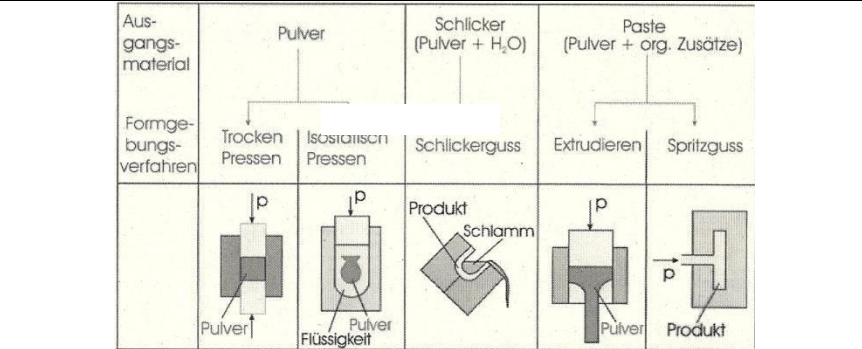 Aus-
gangs-
material
Pulver
Schlicker
(Pulver + H₂O)
Paste
(Pulver + org. Zusätze)
Formge-
bungs-
verfahren
Trocken
Pressen
Isostatisch
Pressen
Schlickerguss
Extrudieren
Spritzguss
p
Pulver
p
Pulver
Flüssigkeit
Produkt
Schlamm
p
Pulver
p
Produkt